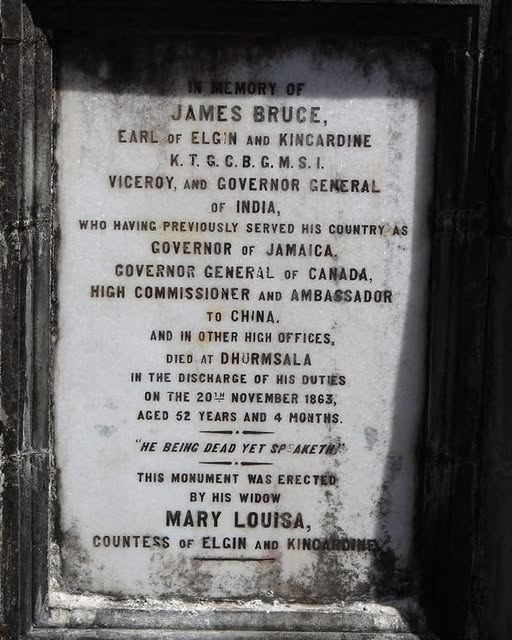 IN MEMORY OF
JAMES BRUCE,
EARL OF ELGIN AND KINCARDINE
K. T. G. C. B. G. M. S. I.
VICEROY, AND GOVERNOR GENERAL
OF INDIA,
WHO HAVING PREVIOUSLY SERVED HIS COUNTRY AS
GOVERNOR OF JAMAICA,
GOVERNOR GENERAL OF CANADA,
HIGH COMMISSIONER AND AMBASSADOR
TO CHINA.
AND IN OTHER HIGH OFFICES,
DIED AT DHURMSALA
IN THE DISCHARGE OF HIS DUTIES
ON THE 20TH NOVEMBER 1863,
AGED 52 YEARS AND 4 MONTHS.
"HE BEING DEAD YET SPEAKETH"
THIS MONUMENT WAS ERECTED
BY HIS WIDOW
MARY LOUISA,
COUNTESS OF ELGIN AND KINCARDINE